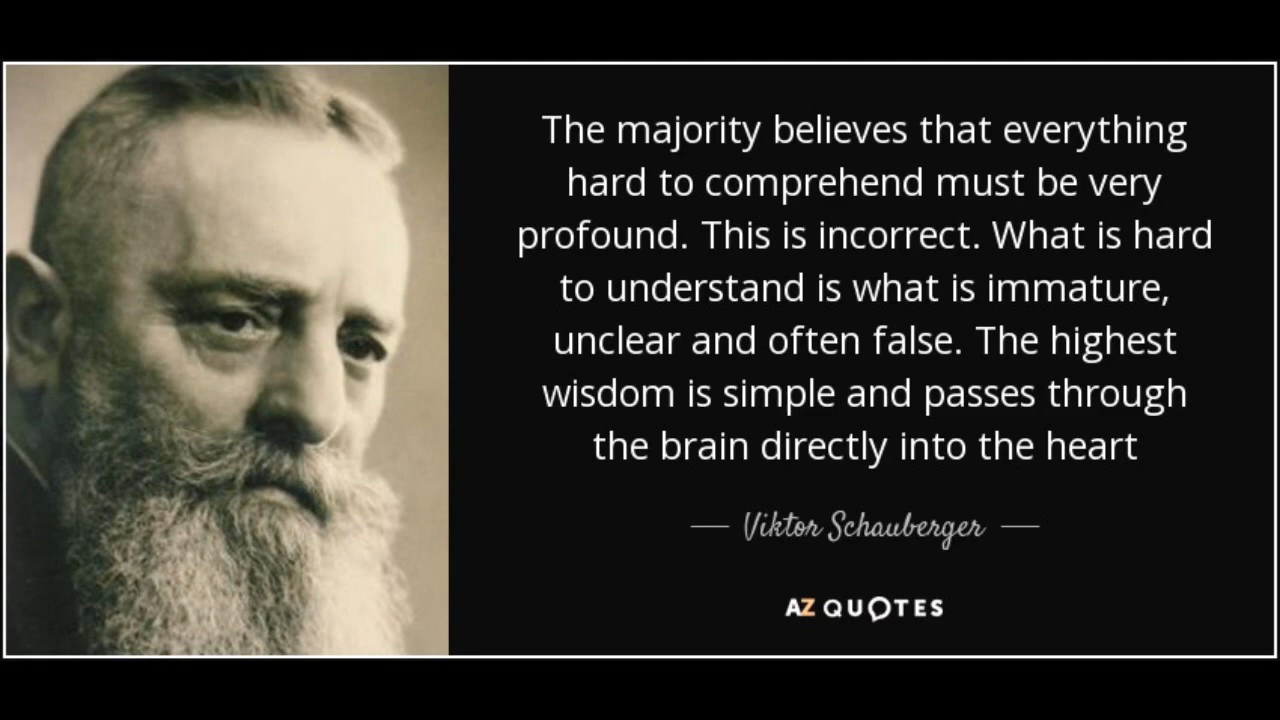 The majority believes that everything
hard to comprehend must be very
profound. This is incorrect. What is hard
to understand is what is immature,
unclear and often false. The highest
wisdom is simple and passes through
the brain directly into the heart
Viktor Schauberger
AZ QUOTES